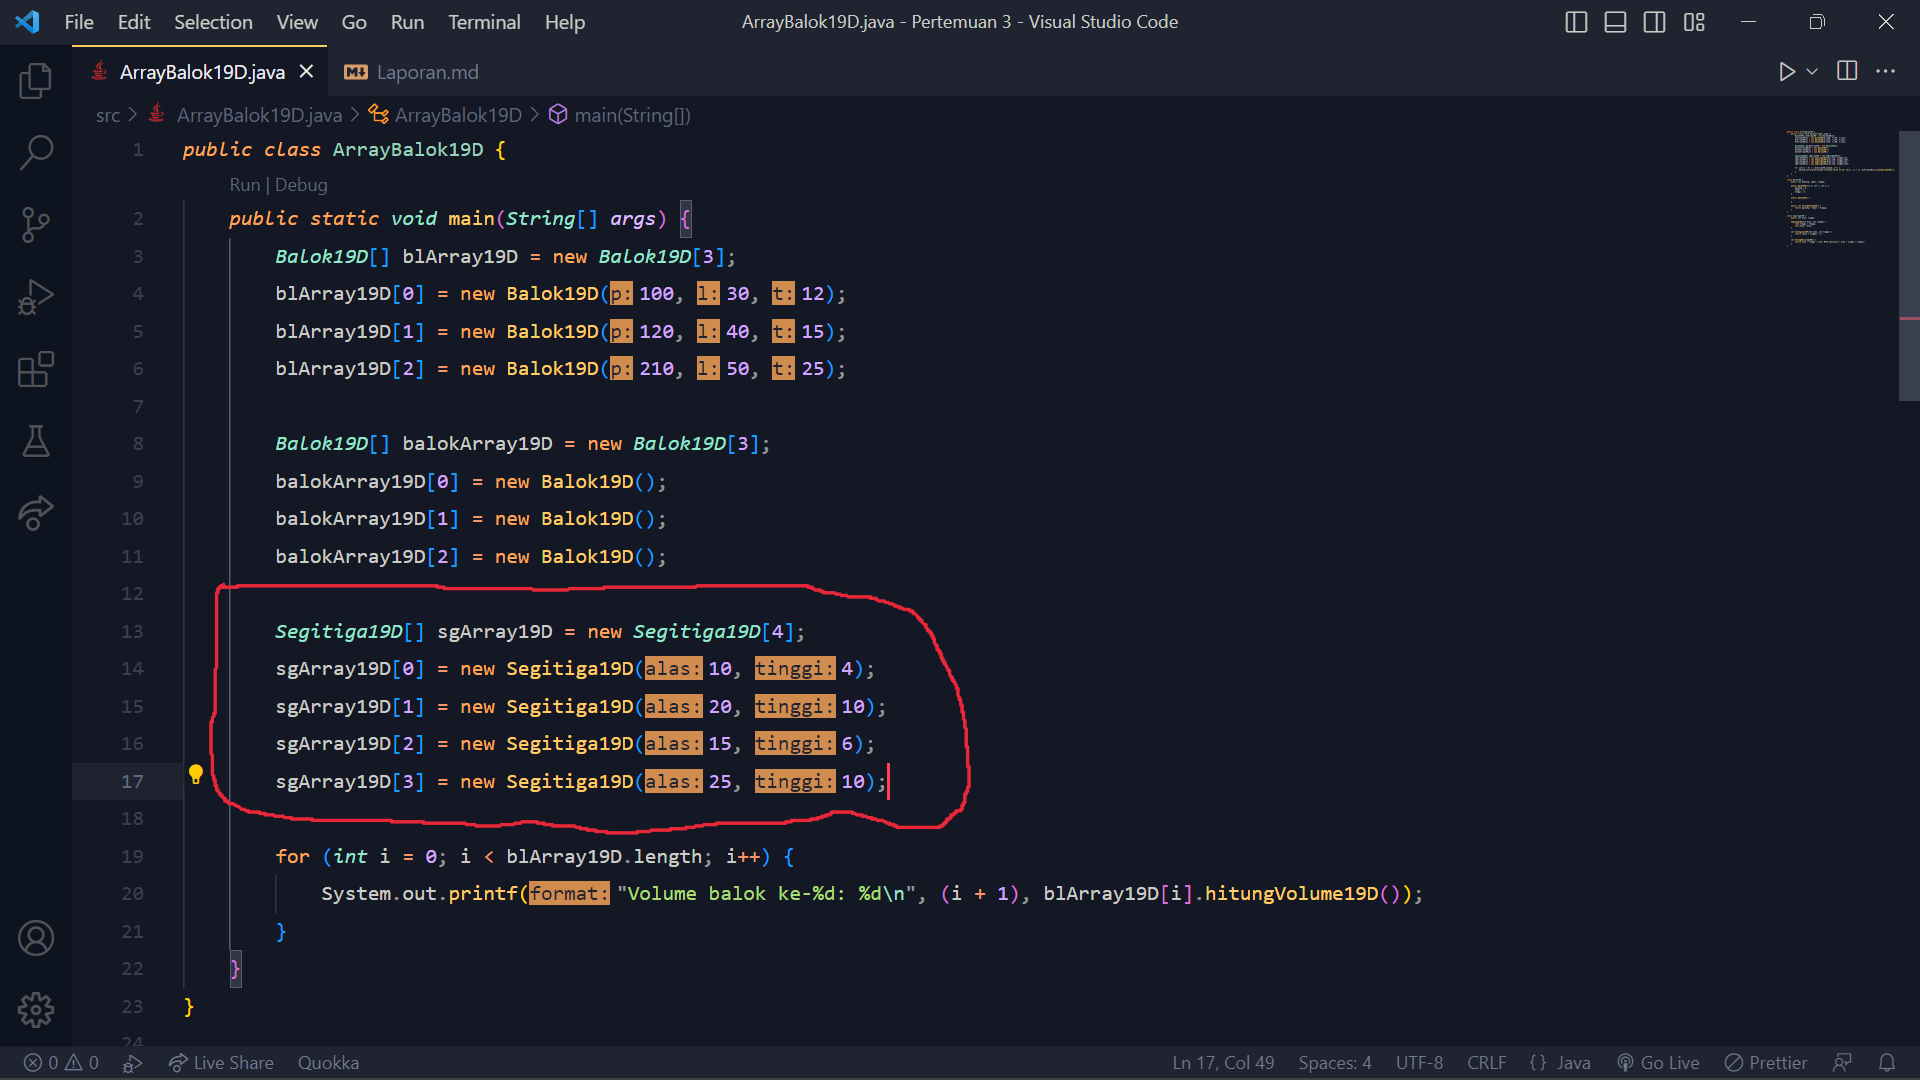 File Edit Selection View Go Run Terminal Help
ArrayBalok19D.java - Pertemuan 3 - Visual Studio Code
ArrayBalok19D.java Laporan.md
src > ArrayBalok19D.java > ArrayBalok19D > main(String[])
1 public class ArrayBalok19D {
Run | Debug
2 public static void main(String[] args) {
3 Balok19D[] blArray19D = new Balok19D[3];
4 blArray19D[0] = new Balok19D(p: 100, l: 30, t: 12);
5 blArray19D[1] = new Balok19D(p: 120, l: 40, t: 15);
6 blArray19D[2] = new Balok19D(p: 210, l: 50, t: 25);
7
8 Balok19D[] balokArray19D = new Balok19D[3];
9 balokArray19D[0] = new Balok19D();
10 balokArray19D[1] = new Balok19D();
11 balokArray19D[2] = new Balok19D();
12
13 Segitiga19D[] sgArray19D = new Segitiga19D[4];
14 sgArray19D[0] = new Segitiga19D(alas: 10, tinggi: 4);
15 sgArray19D[1] = new Segitiga19D(alas: 20, tinggi: 10);
16 sgArray19D[2] = new Segitiga19D(alas: 15, tinggi: 6);
17 sgArray19D[3] = new Segitiga19D(alas: 25, tinggi: 10);
18
19 for (int i = 0; i < blArray19D.length; i++) {
20 System.out.printf(format: "Volume balok ke-%d: %d\n", (i + 1), blArray19D[i].hitungVolume19D());
21 }
22 }
23 }
24
0 0 Live Share Quokka
Ln 17, Col 49 Spaces: 4 UTF-8 CRLF {} Java Go Live Prettier